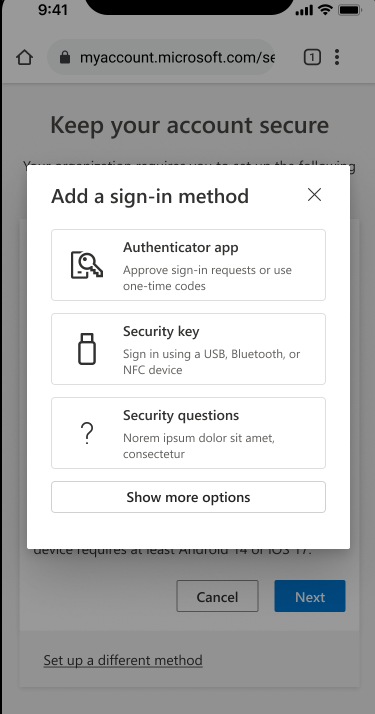 9:41
myaccount.microsoft.com/se
1
Keep your account secure
Your organization requires you to set up the following
Add a sign-in method
Authenticator app
Approve sign-in requests or use
one-time codes
Security key
Sign in using a USB, Bluetooth, or
NFC device
Security questions
Norem ipsum dolor sit amet,
consectetur
Show more options
device requires at least Android 14 or iOS 17.
Cancel
Next
Set up a different method